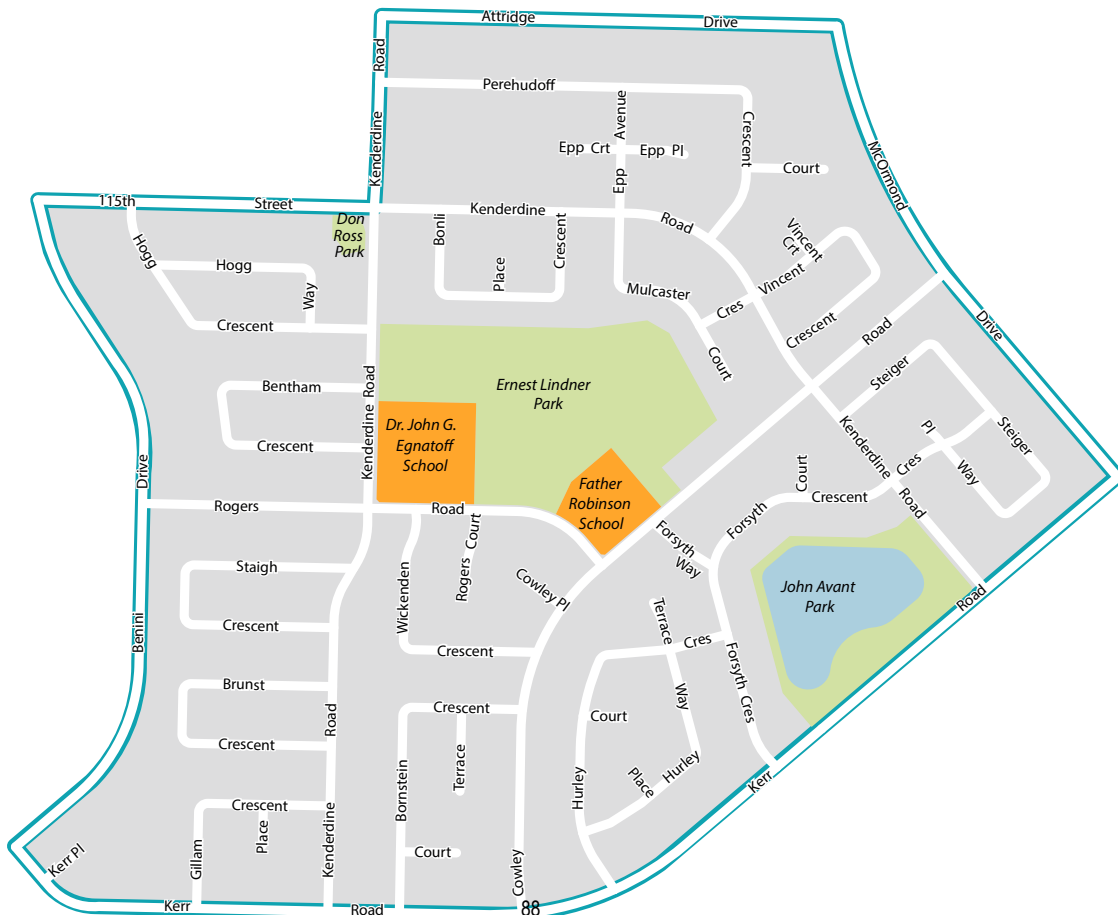 Attridge
Drive
Road
Kenderdine
Perehudoff
Crescent
Avenue
Epp Crt
Epp Pl
Epp
Court
McOrmond
Drive
115th
Street
Kenderdine
Road
Don
Ross
Park
Hogg
Hogg
Way
Crescent
Bonli
Place
Crescent
Mulcaster
Court
Vincent
Crt
Vincent
Cres
Crescent
Road
Bentham
Crescent
Kenderdine Road
Ernest Lindner
Park
Dr. John G.
Egnatoff
School
Father
Robinson
School
Steiger
Steiger
Pl
Way
Cres
Kenderdine
Road
Court
Crescent
Forsyth
Forsyth
Way
Drive
Benini
Rogers
Road
Rogers Court
Wickenden
Crescent
Cowley Pl
Staigh
Crescent
Brunst
Crescent
Road
Kenderdine
John Avant
Park
Road
Terrace
Cres
Way
Forsyth Cres
Court
Hurley
Place
Hurley
Kerr
Crescent
Terrace
Bornstein
Court
Cowley
Crescent
Place
Gillam
Kerr Pl
Kerr
Road
88